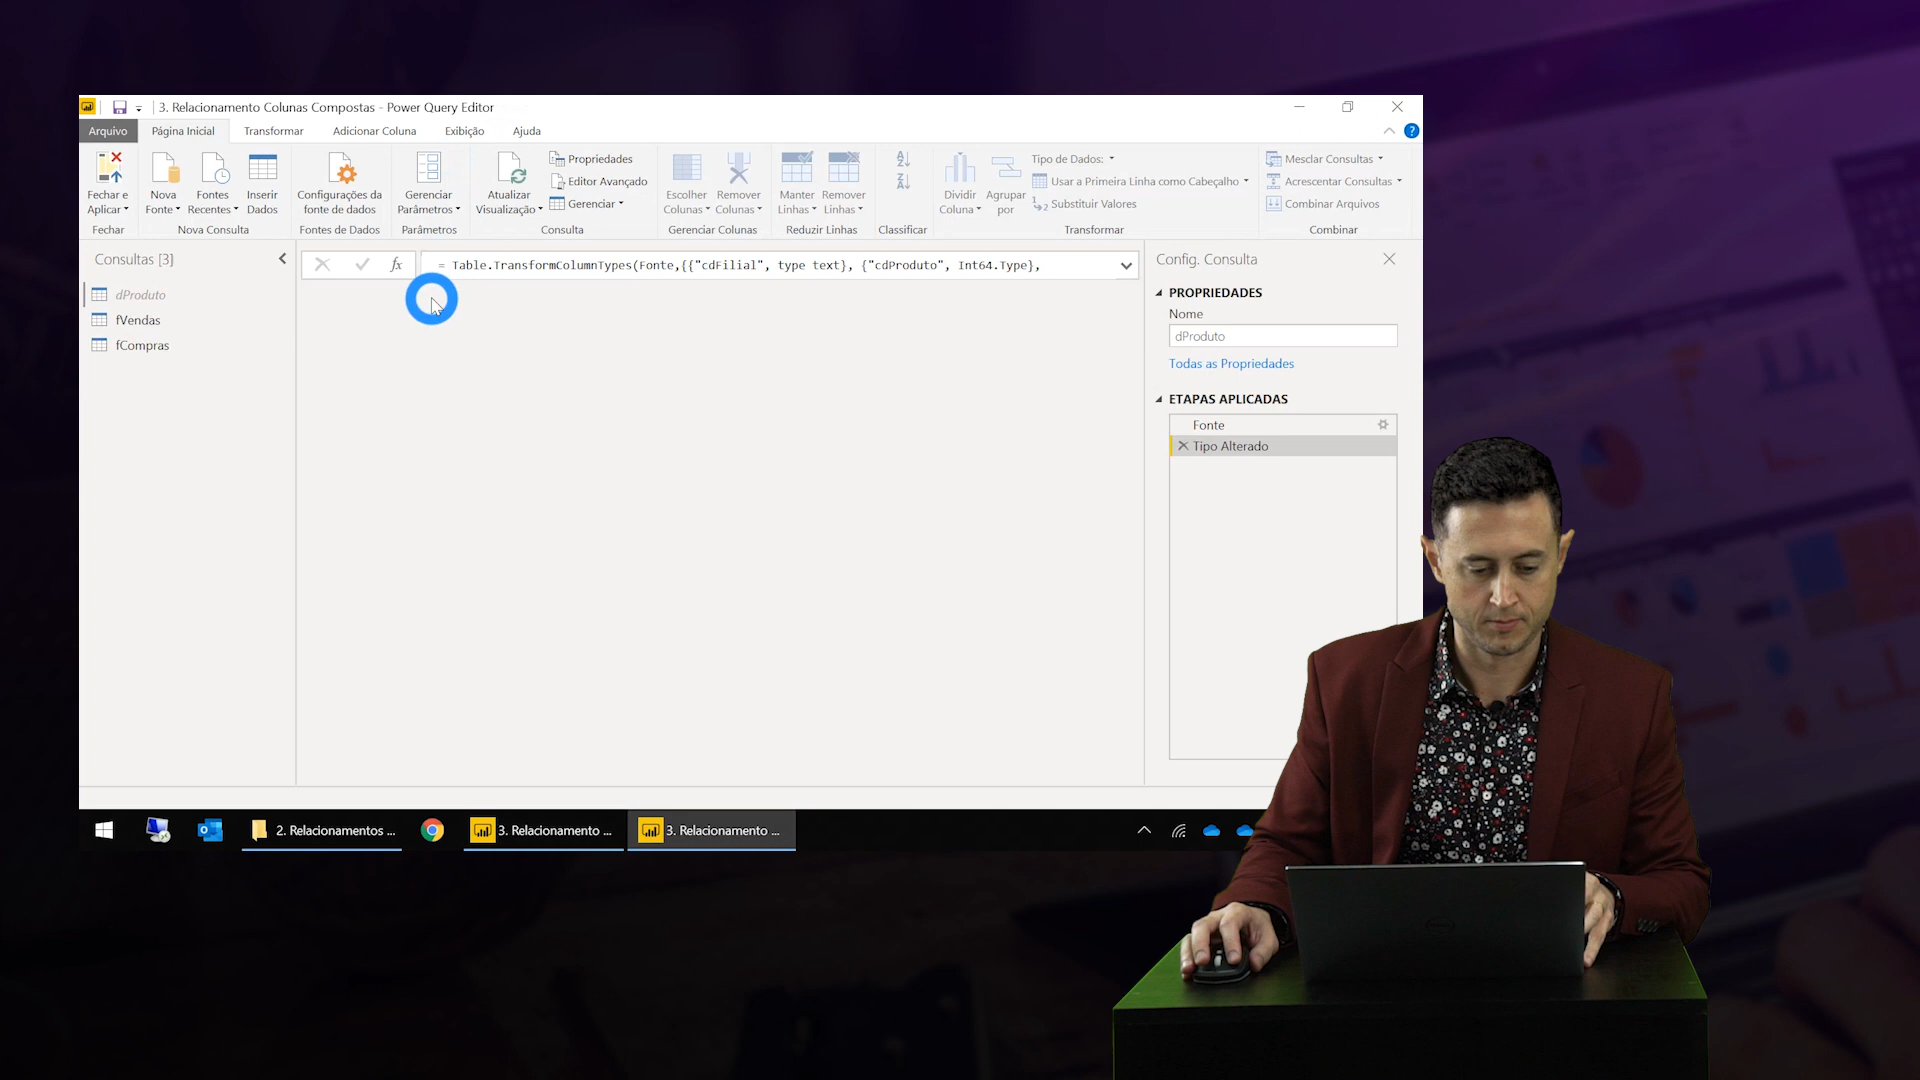 3. Relacionamento Colunas Compostas - Power Query Editor
Arquivo Página Inicial Transformar Adicionar Coluna Exibição Ajuda
Fechar e Aplicar
Fechar
Nova Fonte
Fontes Recentes
Inserir Dados
Nova Consulta
Configurações da fonte de dados
Fontes de Dados
Gerenciar Parâmetros
Parâmetros
Atualizar Visualização
Propriedades
Editor Avançado
Gerenciar
Consulta
Escolher Colunas
Remover Colunas
Gerenciar Colunas
Manter Linhas
Remover Linhas
Reduzir Linhas
Classificar
Dividir Coluna
Agrupar por
Tipo de Dados:
Usar a Primeira Linha como Cabeçalho
Substituir Valores
Transformar
Mesclar Consultas
Acrescentar Consultas
Combinar Arquivos
Combinar
Consultas [3]
dProduto
fVendas
fCompras
fx
= Table.TransformColumnTypes(Fonte,{{"cdFilial", type text}, {"cdProduto", Int64.Type},
Config. Consulta
PROPRIEDADES
Nome
dProduto
Todas as Propriedades
ETAPAS APLICADAS
Fonte
Tipo Alterado
2. Relacionamentos ...
3. Relacionamento ...
3. Relacionamento ...